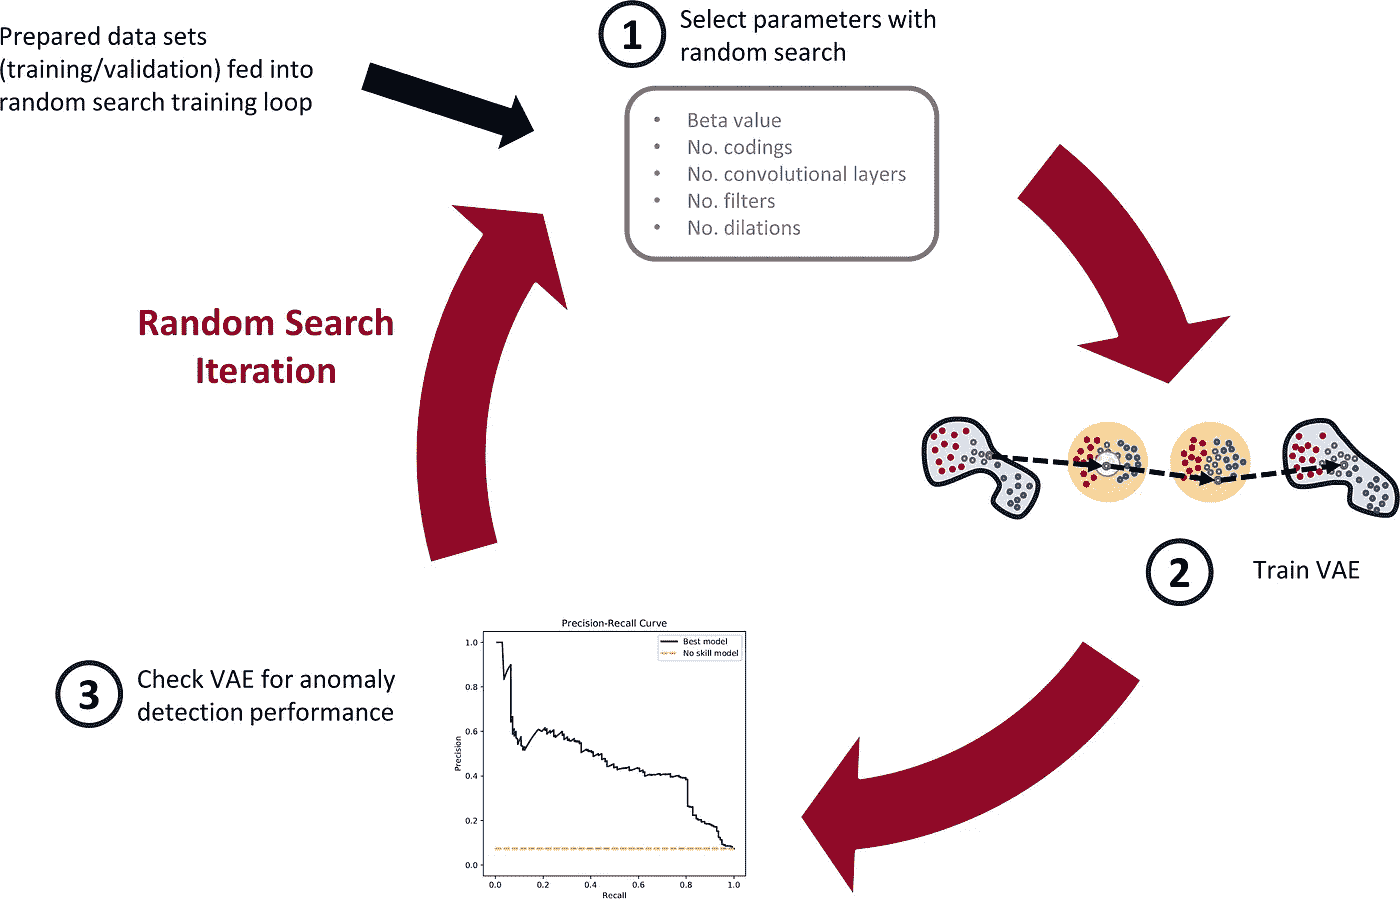 Prepared data sets
(training/validation) fed into
random search training loop
1
Select parameters with
random search
• Beta value
• No. codings
• No. convolutional layers
• No. filters
• No. dilations
Random Search
Iteration
2
Train VAE
3
Check VAE for anomaly
detection performance
Precision-Recall Curve
Best model
No skill model
1.0
0.8
0.6
0.4
0.2
0.0
Precision
0.0 0.2 0.4 0.6 0.8 1.0
Recall